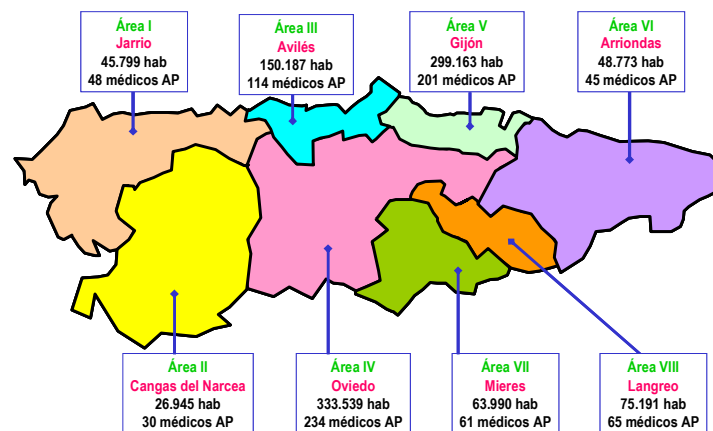 Área I
Jarrio
45.799 hab
48 médicos AP
Área III
Avilés
150.187 hab
114 médicos AP
Área V
Gijón
299.163 hab
201 médicos AP
Área VI
Arriondas
48.773 hab
45 médicos AP
Área II
Cangas del Narcea
26.945 hab
30 médicos AP
Área IV
Oviedo
333.539 hab
234 médicos AP
Área VII
Mieres
63.990 hab
61 médicos AP
Área VIII
Langreo
75.191 hab
65 médicos AP